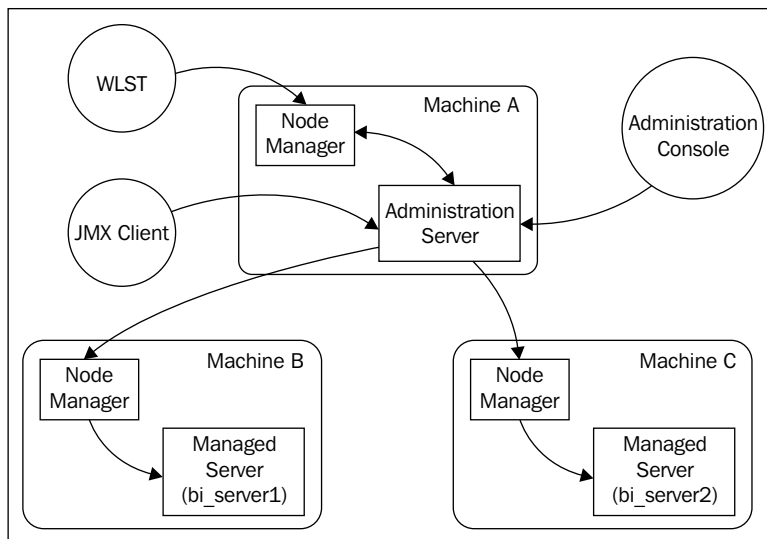 WLST
Machine A
Node
Manager
Administration
Console
JMX Client
Administration
Server
Machine B
Node
Manager
Managed
Server
(bi_server1)
Machine C
Node
Manager
Managed
Server
(bi_server2)